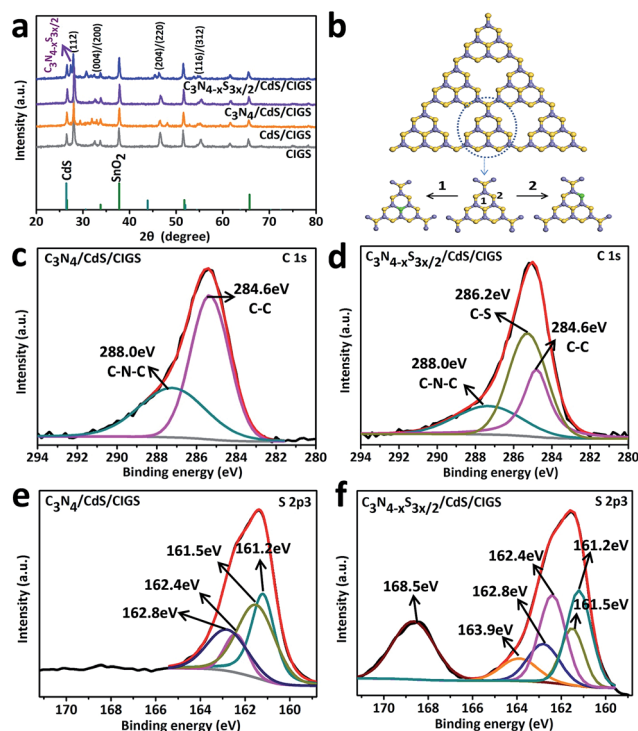 a
C3N4-xS3x/2
(112)
(004)/(200)
(204)/(220)
(116)/(312)
C3N4-xS3x/2/CdS/CIGS
C3N4/CdS/CIGS
CdS/CIGS
CIGS
CdS
SnO2
Intensity (a.u.)
20 30 40 50 60 70 80
2θ (degree)
b
1
1
2
2
c
C3N4/CdS/CIGS
C 1s
284.6eV
C-C
288.0eV
C-N-C
Intensity (a.u.)
294 292 290 288 286 284 282 280
Binding energy (eV)
d
C3N4-xS3x/2/CdS/CIGS
C 1s
286.2eV
C-S
284.6eV
C-C
288.0eV
C-N-C
Intensity (a.u.)
294 292 290 288 286 284 282 280
Binding energy (eV)
e
C3N4/CdS/CIGS
S 2p3
161.5eV
161.2eV
162.4eV
162.8eV
Intensity (a.u.)
170 168 166 164 162 160
Binding energy (eV)
f
C3N4-xS3x/2/CdS/CIGS
S 2p3
162.4eV
161.2eV
168.5eV
162.8eV
161.5eV
163.9eV
Intensity (a.u.)
170 168 166 164 162 160
Binding energy (eV)